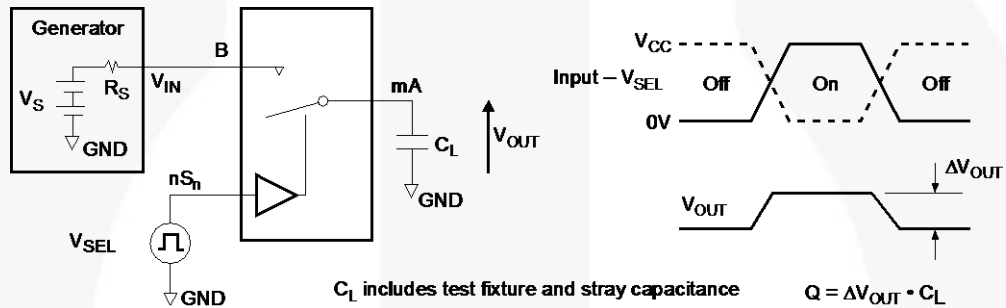 Generator
V_S
R_S
V_IN
GND
B
mA
C_L
GND
V_OUT
nS_n
V_SEL
GND
C_L includes test fixture and stray capacitance
V_CC
Input – V_SEL
0V
Off
On
Off
V_OUT
ΔV_OUT
Q = ΔV_OUT • C_L